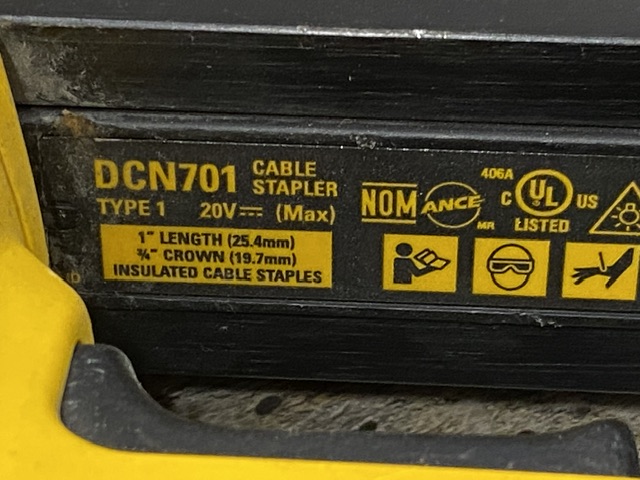 DCN701 CABLE STAPLER
TYPE 1 20V⎓ (Max)
1" LENGTH (25.4mm)
¾" CROWN (19.7mm)
INSULATED CABLE STAPLES
NOM
ANCE
MR
406A
C UL US
LISTED